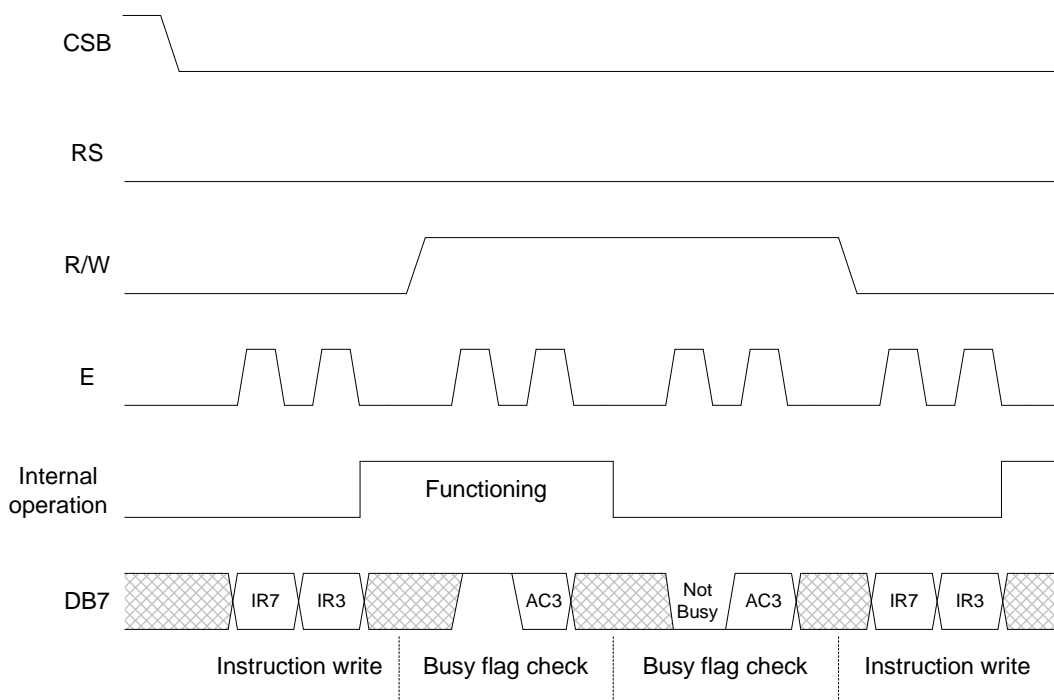 CSB
RS
R/W
E
Internal
operation
Functioning
DB7
IR7
IR3
AC3
Not
Busy
AC3
IR7
IR3
Instruction write
Busy flag check
Busy flag check
Instruction write